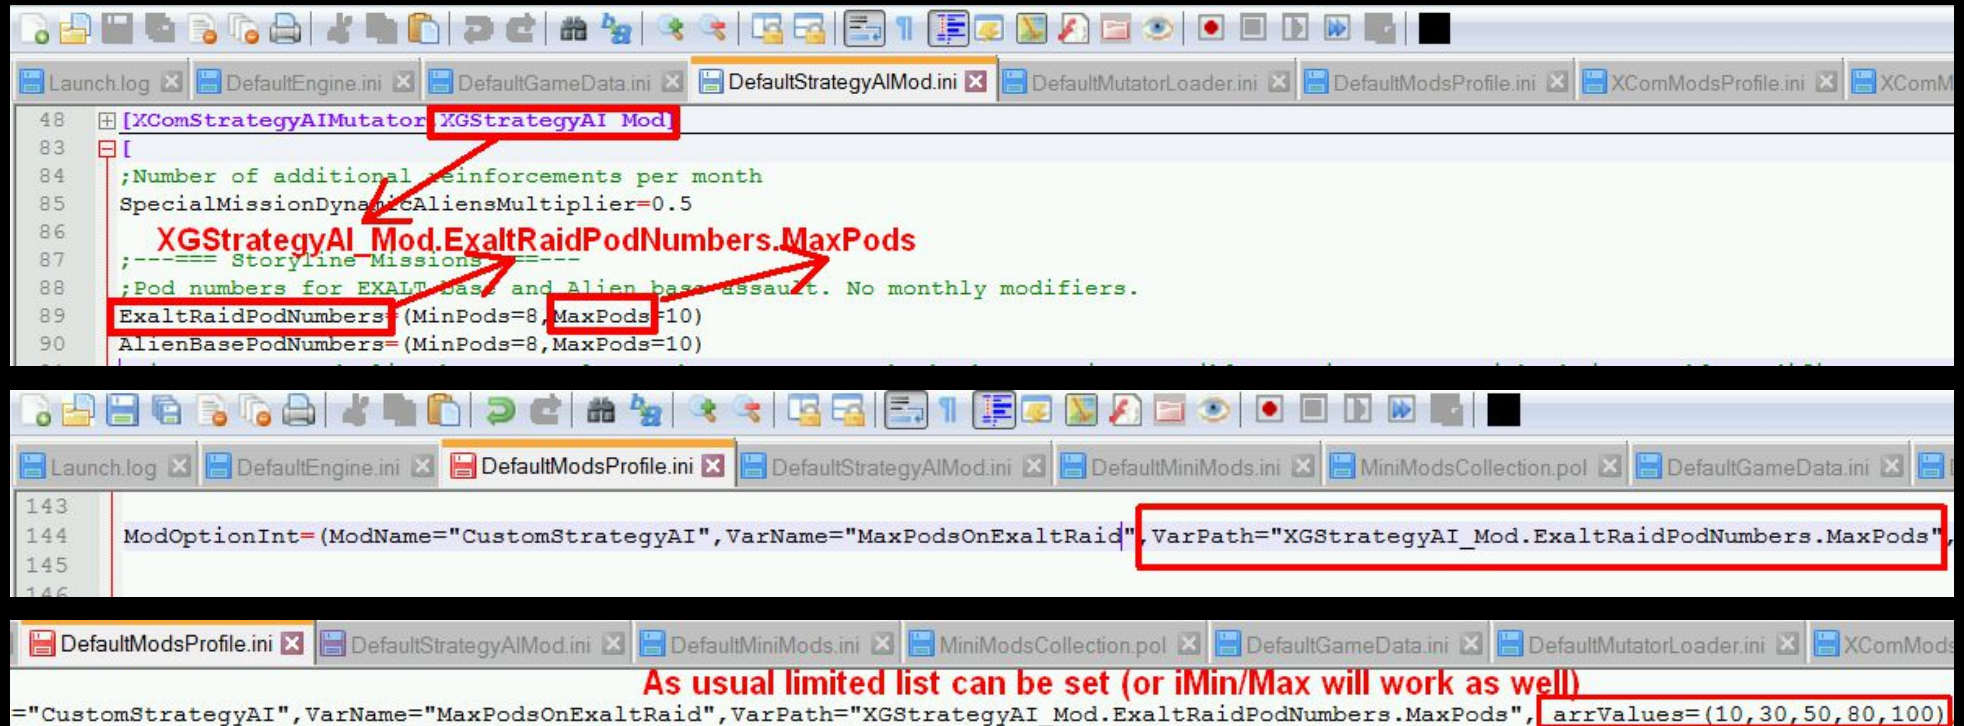 Launch.log DefaultEngine.ini DefaultGameData.ini DefaultStrategyAIMod.ini DefaultMutatorLoader.ini DefaultModsProfile.ini XComModsProfile.ini XComM
48 [XComStrategyAIMutator XGStrategyAI_Mod]
83 [
84 ;Number of additional reinforcements per month
85 SpecialMissionDynamicAliensMultiplier=0.5
86
XGStrategyAI_Mod.ExaltRaidPodNumbers.MaxPods
87 ;---=== Storyline Missions ===---
88 ;Pod numbers for EXALT base and Alien base assault. No monthly modifiers.
89 ExaltRaidPodNumbers=(MinPods=8,MaxPods=10)
90 AlienBasePodNumbers=(MinPods=8,MaxPods=10)
Launch.log DefaultEngine.ini DefaultModsProfile.ini DefaultStrategyAIMod.ini DefaultMiniMods.ini MiniModsCollection.pol DefaultGameData.ini
143
144 ModOptionInt=(ModName="CustomStrategyAI",VarName="MaxPodsOnExaltRaid",VarPath="XGStrategyAI_Mod.ExaltRaidPodNumbers.MaxPods",
145
146
DefaultModsProfile.ini DefaultStrategyAIMod.ini DefaultMiniMods.ini MiniModsCollection.pol DefaultGameData.ini DefaultMutatorLoader.ini XComMods
As usual limited list can be set (or iMin/Max will work as well)
="CustomStrategyAI",VarName="MaxPodsOnExaltRaid",VarPath="XGStrategyAI_Mod.ExaltRaidPodNumbers.MaxPods", arrValues=(10,30,50,80,100)